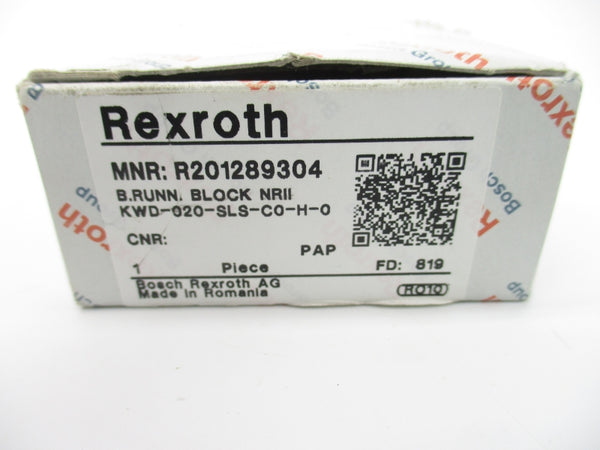 Rexroth
MNR: R201289304
B.RUNN. BLOCK NRII
KWD-020-SLS-C0-H-0
CNR:
PAP
1 Piece FD: 819
Bosch Rexroth AG
Made in Romania
RO10